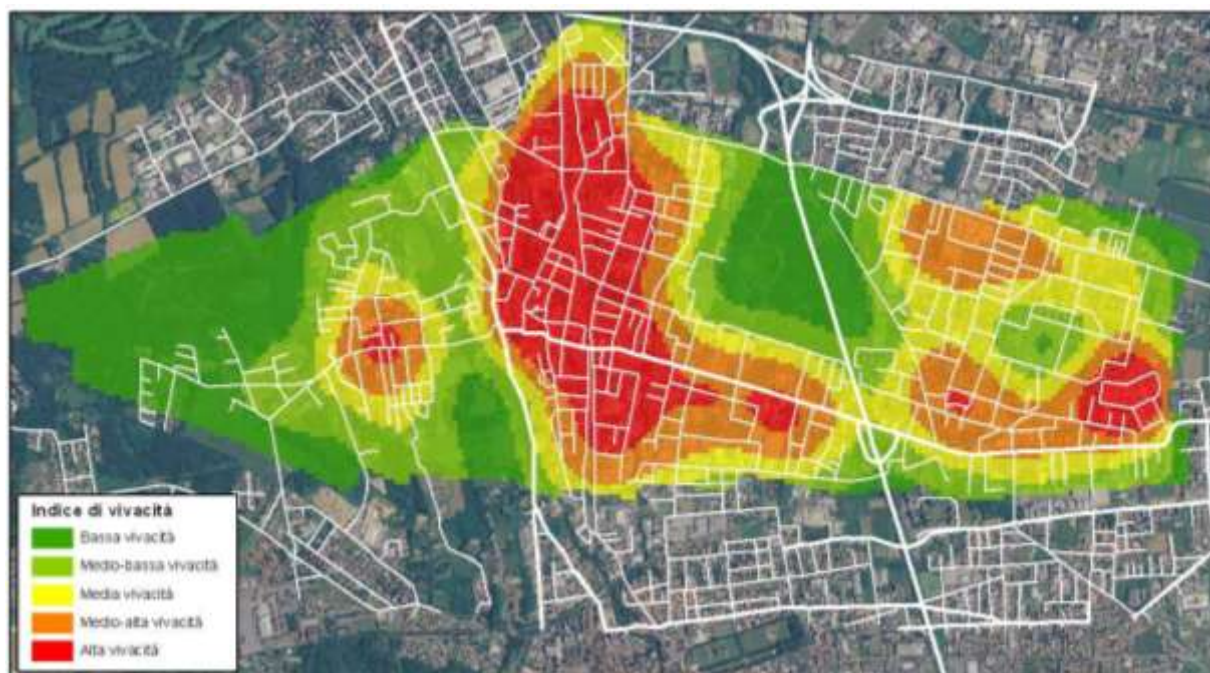 Indice di vivacità
Bassa vivacità
Medio-bassa vivacità
Media vivacità
Medio-alta vivacità
Alta vivacità